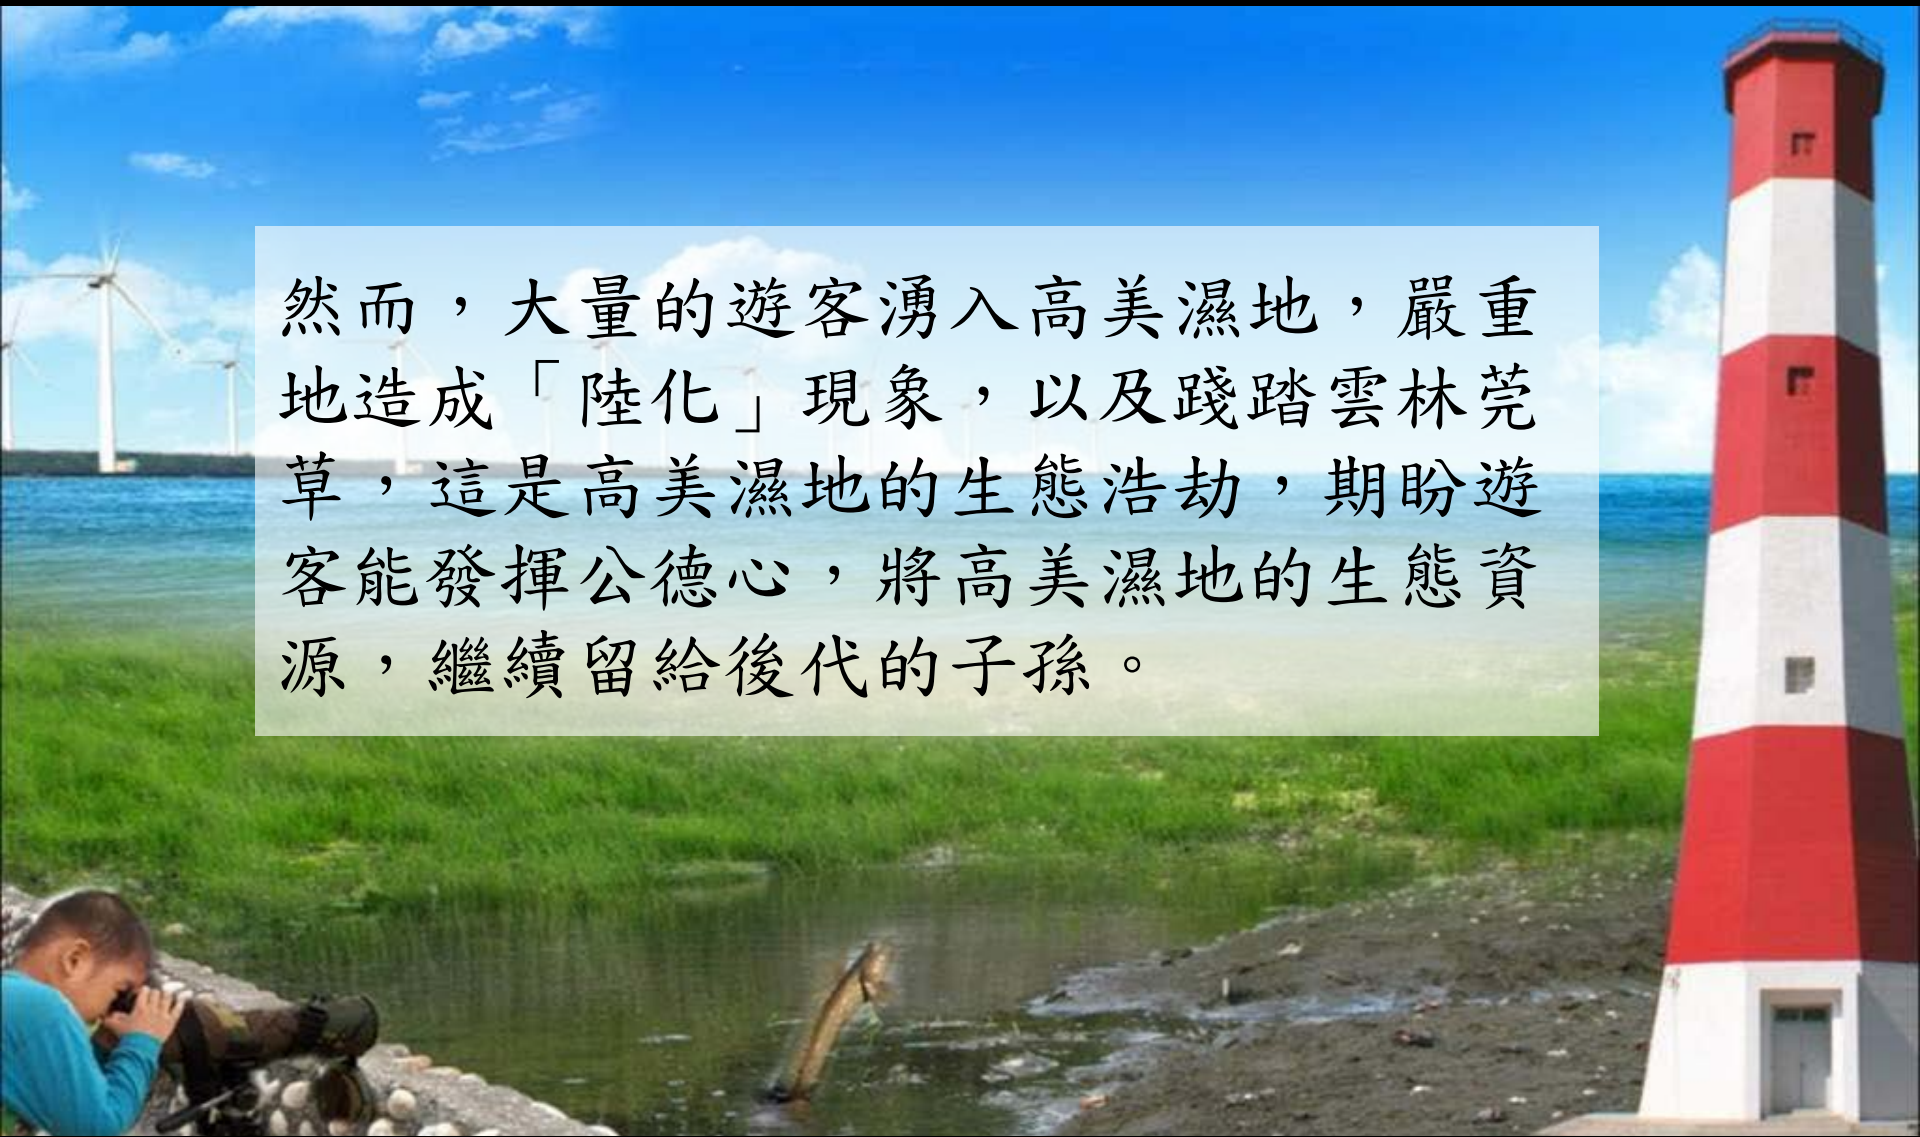 然而，大量的遊客湧入高美濕地，嚴重
地造成「陸化」現象，以及踐踏雲林莞
草，這是高美濕地的生態浩劫，期盼遊
客能發揮公德心，將高美濕地的生態資
源，繼續留給後代的子孫。